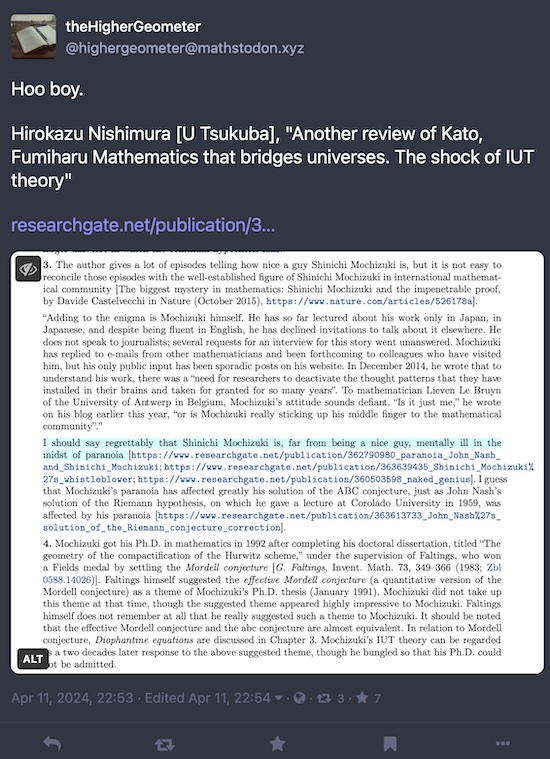 theHigherGeometer
@highergeometer@mathstodon.xyz
Hoo boy.
Hirokazu Nishimura [U Tsukuba], "Another review of Kato,
Fumiharu Mathematics that bridges universes. The shock of IUT
theory"
researchgate.net/publication/3...
3. The author gives a lot of episodes telling how nice a guy Shinichi Mochizuki is, but it is not easy to
reconcile those episodes with the well-established figure of Shinichi Mochizuki in international mathemat-
ical community [The biggest mystery in mathematics: Shinichi Mochizuki and the impenetrable proof,
by Davide Castelvecchi in Nature (October 2015), https://www.nature.com/articles/526178a].
“Adding to the enigma is Mochizuki himself. He has so far lectured about his work only in Japan, in
Japanese, and despite being fluent in English, he has declined invitations to talk about it elsewhere. He
does not speak to journalists; several requests for an interview for this story went unanswered. Mochizuki
has replied to e-mails from other mathematicians and been forthcoming to colleagues who have visited
him, but his only public input has been sporadic posts on his website. In December 2014, he wrote that to
understand his work, there was a “need for researchers to deactivate the thought patterns that they have
installed in their brains and taken for granted for so many years”. To mathematician Lieven Le Bruyn
of the University of Antwerp in Belgium, Mochizuki’s attitude sounds defiant. “Is it just me,” he wrote
on his blog earlier this year, “or is Mochizuki really sticking up his middle finger to the mathematical
community”.”
I should say regrettably that Shinichi Mochizuki is, far from being a nice guy, mentally ill in the
midst of paranoia [https://www.researchgate.net/publication/362790980_paranoia_John_Nash_
and_Shinichi_Mochizuki; https://www.researchgate.net/publication/363639435_Shinichi_Mochizuki%
27s_whistleblower; https://www.researchgate.net/publication/360503598_naked_genius]. I guess
that Mochizuki’s paranoia has affected greatly his solution of the ABC conjecture, just as John Nash’s
solution of the Riemann hypothesis, on which he gave a lecture at Corolado University in 1959, was
affected by his paranoia [https://www.researchgate.net/publication/363613733_John_Nash%27s_
solution_of_the_Riemann_conjecture_correction].
4. Mochizuki got his Ph.D. in mathematics in 1992 after completing his doctoral dissertation, titled “The
geometry of the compactification of the Hurwitz scheme,” under the supervision of Faltings, who won
a Fields medal by settling the Mordell conjecture [G. Faltings, Invent. Math. 73, 349–366 (1983; Zbl
0588.14026)]. Faltings himself suggested the effective Mordell conjecture (a quantitative version of the
Mordell conjecture) as a theme of Mochizuki’s Ph.D. thesis (January 1991). Mochizuki did not take up
this theme at that time, though the suggested theme appeared highly impressive to Mochizuki. Faltings
himself does not remember at all that he really suggested such a theme to Mochizuki. It should be noted
that the effective Mordell conjecture and the abc conjecture are almost equivalent. In relation to Mordell
conjecture, Diophantine equations are discussed in Chapter 3. Mochizuki’s IUT theory can be regarded
s a two decades later response to the above suggested theme, though he bungled so that his Ph.D. could
ot be admitted.
ALT
Apr 11, 2024, 22:53 · Edited Apr 11, 22:54 · 3 · 7